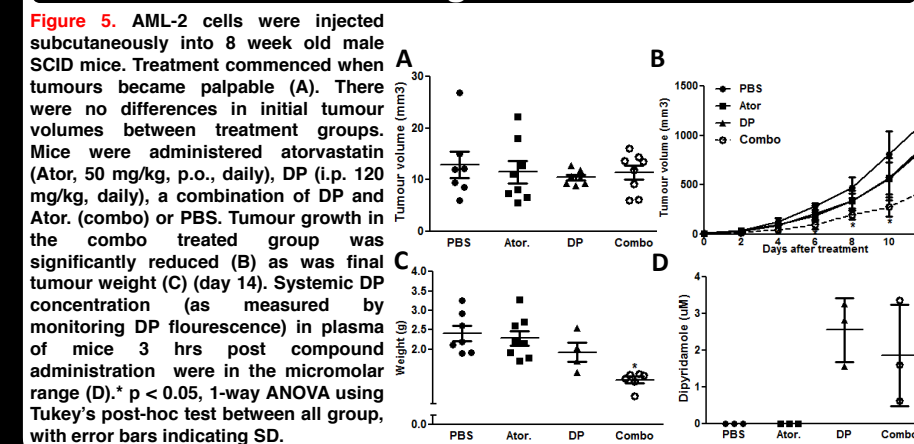 Figure 5. AML-2 cells were injected
subcutaneously into 8 week old male
SCID mice. Treatment commenced when
tumours became palpable (A). There
were no differences in initial tumour
volumes between treatment groups.
Mice were administered atorvastatin
(Ator, 50 mg/kg, p.o., daily), DP (i.p. 120
mg/kg, daily), a combination of DP and
Ator. (combo) or PBS. Tumour growth in
the combo treated group was
significantly reduced (B) as was final
tumour weight (C) (day 14). Systemic DP
concentration (as measured by
monitoring DP flourescence) in plasma
of mice 3 hrs post compound
administration were in the micromolar
range (D).* p < 0.05, 1-way ANOVA using
Tukey's post-hoc test between all group,
with error bars indicating SD.
A
Tumour volume (mm3)
30
20
10
0
PBS Ator. DP Combo
B
Tumour volume (mm3)
1500
1000
500
0
PBS
Ator
DP
Combo
* * *
0 2 4 6 8 10
Days after treatment
C
Weight (g)
4.0
3.5
3.0
2.5
2.0
0.0
*
PBS Ator. DP Combo
D
Dipyridamole (uM)
4
3
2
1
0
PBS Ator. DP Combo